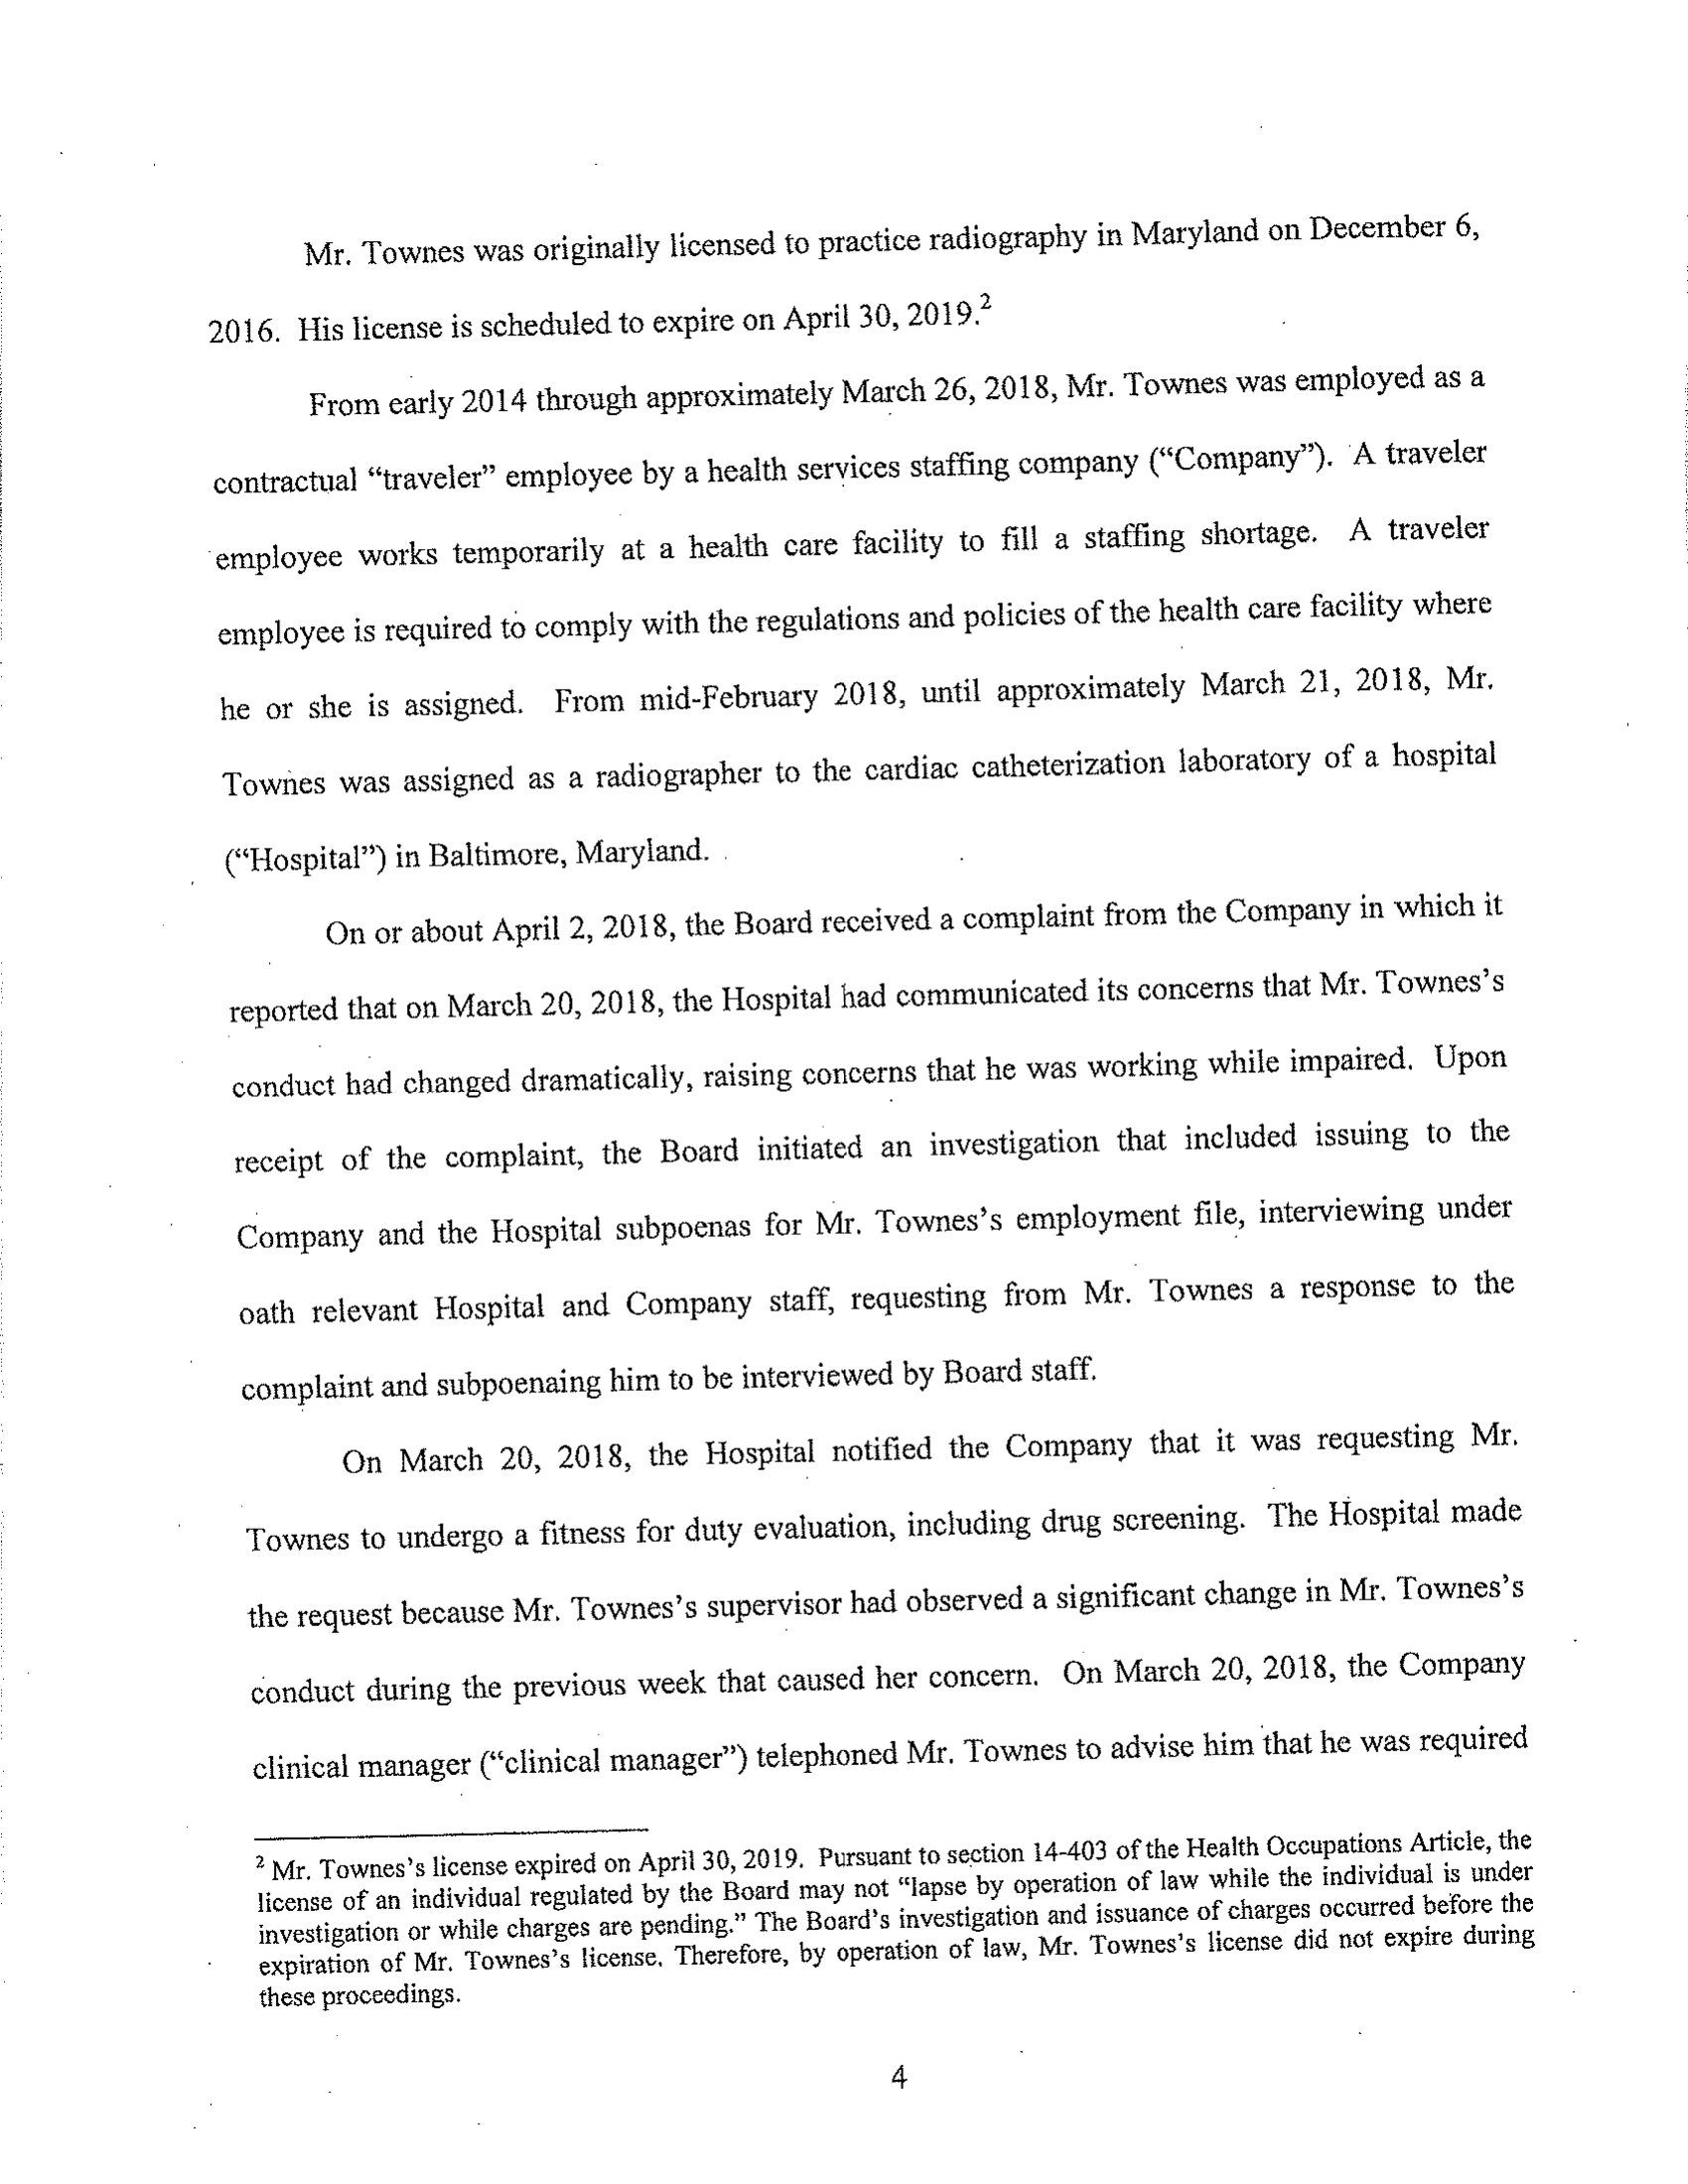 Mr. Townes was originally licensed to practice radiography in Maryland on December 6,
2016. His license is scheduled to expire on April 30, 2019.²
From early 2014 through approximately March 26, 2018, Mr. Townes was employed as a
contractual “traveler” employee by a health services staffing company (“Company”). A traveler
employee works temporarily at a health care facility to fill a staffing shortage. A traveler
employee is required to comply with the regulations and policies of the health care facility where
he or she is assigned. From mid-February 2018, until approximately March 21, 2018, Mr.
Townes was assigned as a radiographer to the cardiac catheterization laboratory of a hospital
(“Hospital”) in Baltimore, Maryland.
On or about April 2, 2018, the Board received a complaint from the Company in which it
reported that on March 20, 2018, the Hospital had communicated its concerns that Mr. Townes’s
conduct had changed dramatically, raising concerns that he was working while impaired. Upon
receipt of the complaint, the Board initiated an investigation that included issuing to the
Company and the Hospital subpoenas for Mr. Townes’s employment file, interviewing under
oath relevant Hospital and Company staff, requesting from Mr. Townes a response to the
complaint and subpoenaing him to be interviewed by Board staff.
On March 20, 2018, the Hospital notified the Company that it was requesting Mr.
Townes to undergo a fitness for duty evaluation, including drug screening. The Hospital made
the request because Mr. Townes’s supervisor had observed a significant change in Mr. Townes’s
conduct during the previous week that caused her concern. On March 20, 2018, the Company
clinical manager (“clinical manager”) telephoned Mr. Townes to advise him that he was required
² Mr. Townes’s license expired on April 30, 2019. Pursuant to section 14-403 of the Health Occupations Article, the
license of an individual regulated by the Board may not “lapse by operation of law while the individual is under
investigation or while charges are pending.” The Board’s investigation and issuance of charges occurred before the
expiration of Mr. Townes’s license. Therefore, by operation of law, Mr. Townes’s license did not expire during
these proceedings.
4